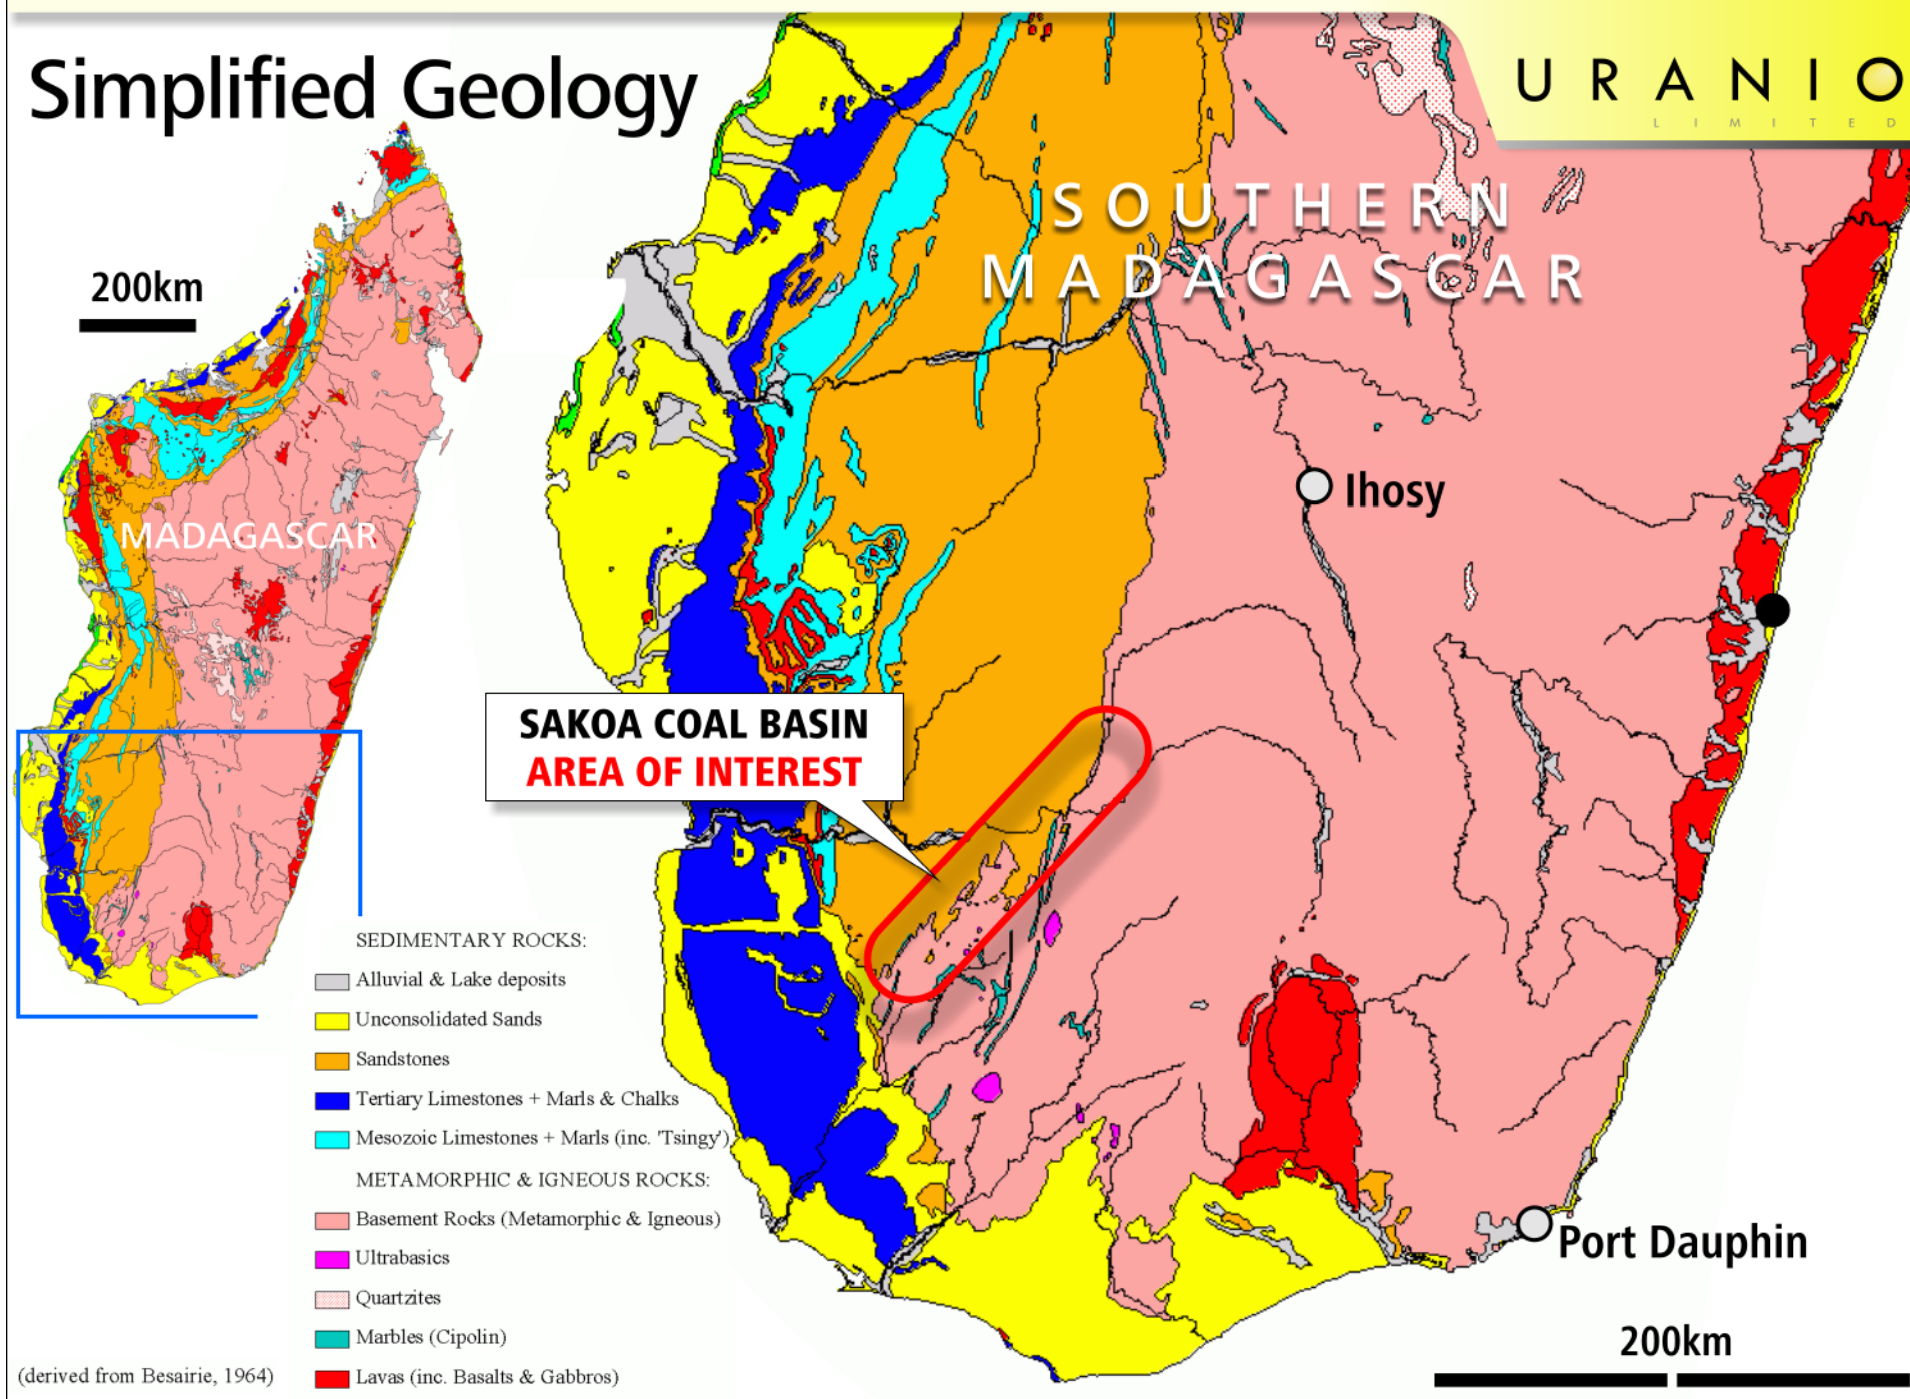 Simplified Geology
URANIO
LIMITED
SOUTHERN
MADAGASCAR
200km
MADAGASCAR
Ihosy
SAKOA COAL BASIN
AREA OF INTEREST
SEDIMENTARY ROCKS:
Alluvial & Lake deposits
Unconsolidated Sands
Sandstones
Tertiary Limestones + Marls & Chalks
Mesozoic Limestones + Marls (inc. 'Tsingy')
METAMORPHIC & IGNEOUS ROCKS:
Basement Rocks (Metamorphic & Igneous)
Ultrabasics
Quartzites
Marbles (Cipolin)
Lavas (inc. Basalts & Gabbros)
Port Dauphin
200km
(derived from Besairie, 1964)